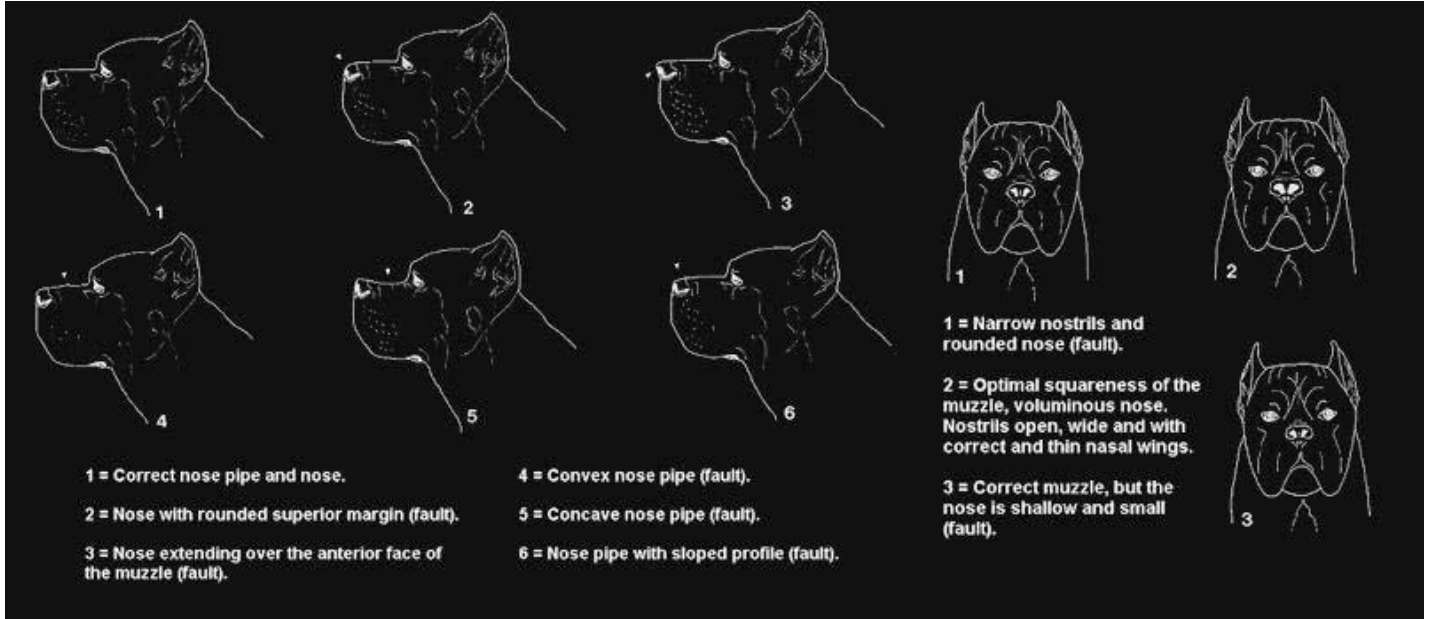 1
2
3
4
5
6
1 = Correct nose pipe and nose.
2 = Nose with rounded superior margin (fault).
3 = Nose extending over the anterior face of
the muzzle (fault).
4 = Convex nose pipe (fault).
5 = Concave nose pipe (fault).
6 = Nose pipe with sloped profile (fault).
1
2
1 = Narrow nostrils and
rounded nose (fault).
2 = Optimal squareness of the
muzzle, voluminous nose.
Nostrils open, wide and with
correct and thin nasal wings.
3 = Correct muzzle, but the
nose is shallow and small
(fault).
3